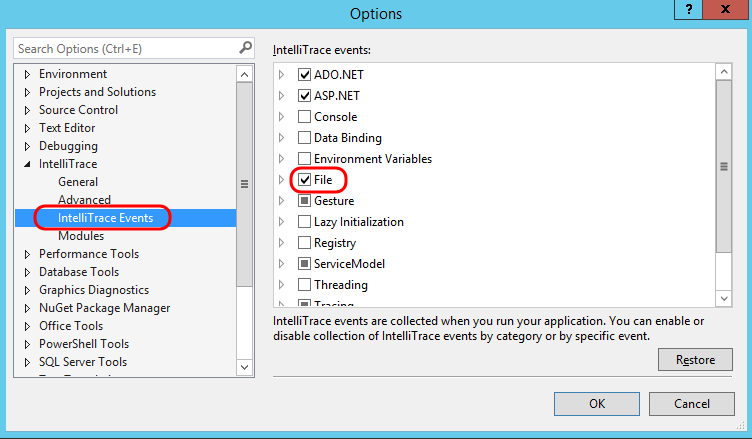 Options
?
Search Options (Ctrl+E)
Environment
Projects and Solutions
Source Control
Text Editor
Debugging
IntelliTrace
General
Advanced
IntelliTrace Events
Modules
Performance Tools
Database Tools
Graphics Diagnostics
NuGet Package Manager
Office Tools
PowerShell Tools
SQL Server Tools
IntelliTrace events:
ADO.NET
ASP.NET
Console
Data Binding
Environment Variables
File
Gesture
Lazy Initialization
Registry
ServiceModel
Threading
Tracing
IntelliTrace events are collected when you run your application. You can enable or
disable collection of IntelliTrace events by category or by specific event.
Restore
OK
Cancel